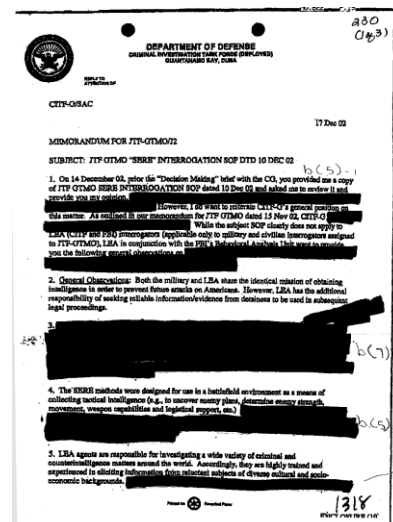 230
(1 of 3)
DEPARTMENT OF DEFENSE
CRIMINAL INVESTIGATION TASK FORCE (DEPLOYED)
GUANTANAMO BAY, CUBA
REPLY TO
ATTENTION OF
CITF-G/SAC
17 Dec 02
MEMORANDUM FOR JTF-GTMO/J2
SUBJECT: JTF GTMO "SERE" INTERROGATION SOP DTD 10 DEC 02
b(5)
1. On 14 December 02, prior the "Decision Making" brief with the CG, you provided me a copy
of JTF GTMO SERE INTERROGATION SOP dated 10 Dec 02 and asked me to review it and
provide you my opinion.
However, I do want to reiterate CITF-G's general position on
this matter. As outlined in our memorandum for JTF GTMO dated 15 Nov 02, CITF-G
While the subject SOP clearly does not apply to
LEA (CITF and FBI) interrogators (applicable only to military and civilian interrogators assigned
to JTF-GTMO), LEA in conjunction with the FBI's Behavioral Analysis Unit want to provide
you the following general observations
2. General Observations: Both the military and LEA share the identical mission of obtaining
intelligence in order to prevent future attacks on Americans. However, LEA has the additional
responsibility of seeking reliable information/evidence from detainees to be used in subsequent
legal proceedings.
3.
b(7)
4. The SERE methods were designed for use in a battlefield environment as a means of
collecting tactical intelligence (e.g., to uncover enemy plans, determine enemy strength,
movement, weapon capabilities and logistical support, etc.)
b(5)
5. LEA agents are responsible for investigating a wide variety of criminal and
counterintelligence matters around the world. Accordingly, they are highly trained and
experienced in eliciting information from reluctant subjects of diverse cultural and socio-
economic backgrounds.
Printed on Recycled Paper
1318